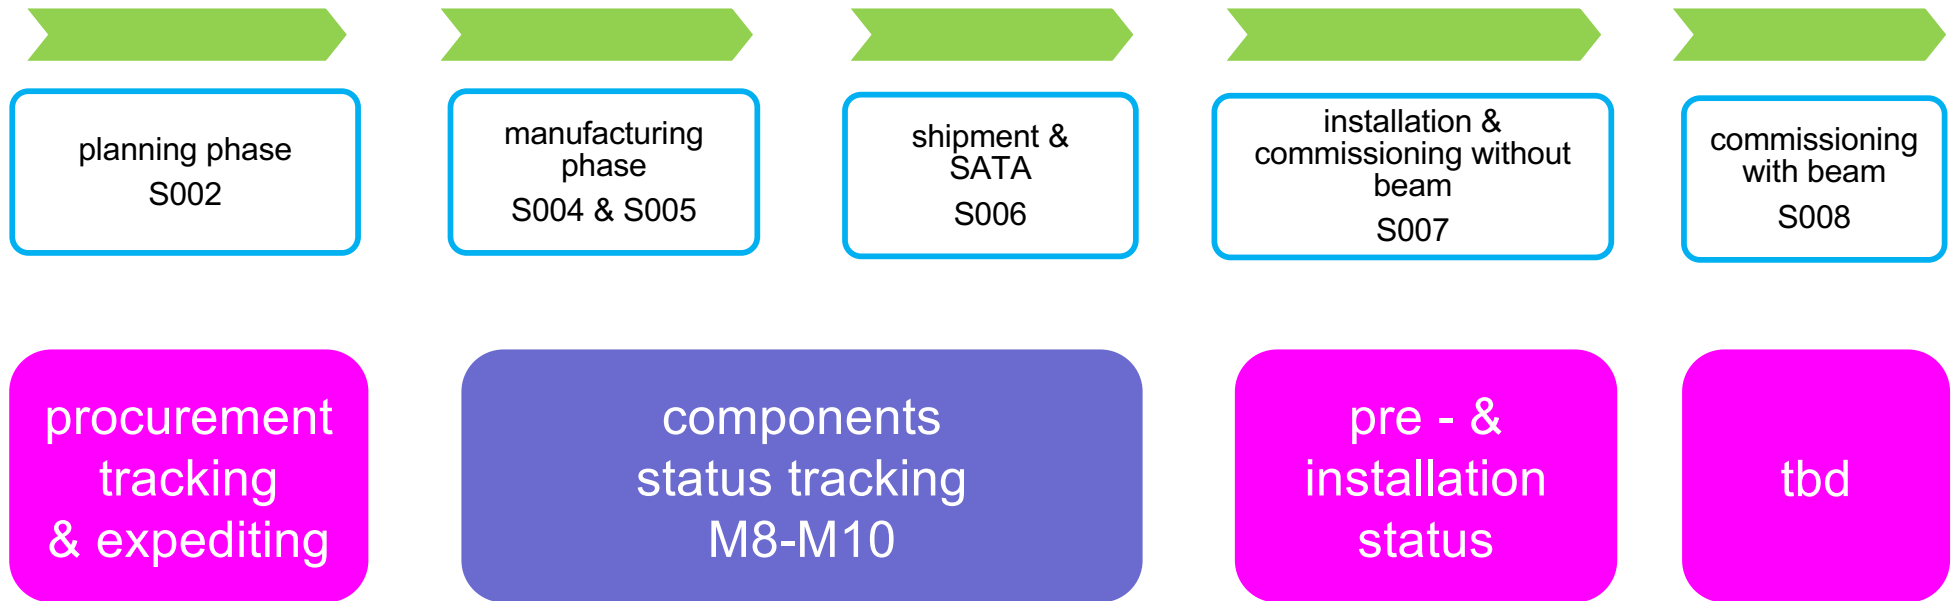 planning phase
S002
manufacturing
phase
S004 & S005
shipment &
SATA
S006
installation &
commissioning without
beam
S007
commissioning
with beam
S008
procurement
tracking
& expediting
components
status tracking
M8-M10
pre - &
installation
status
tbd